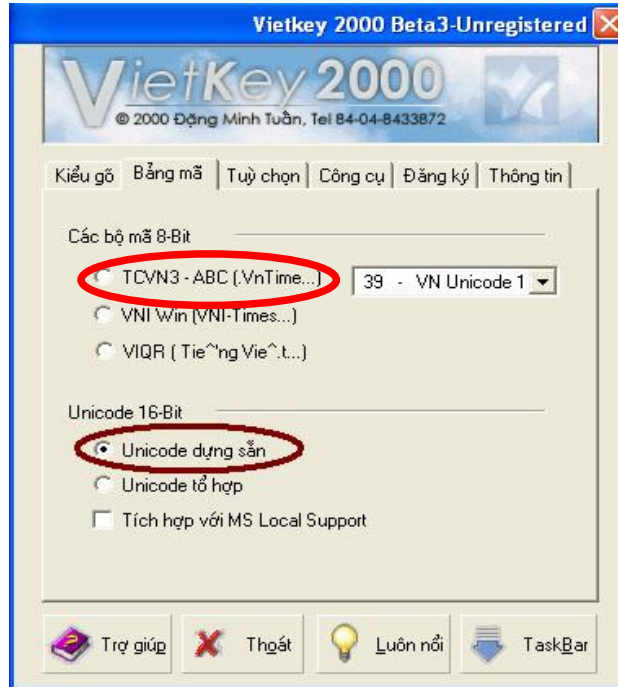 Vietkey 2000 Beta3-Unregistered
VietKey 2000
© 2000 Đặng Minh Tuấn, Tel 84-04-8433872
Kiểu gõ Bảng mã Tuỳ chọn Công cụ Đăng ký Thông tin
Các bộ mã 8-Bit
TCVN3 - ABC (.VnTime...) 39 - VN Unicode 1
VNI Win (VNI-Times...)
VIQR ( Tie^'ng Vie^.t...)
Unicode 16-Bit
Unicode dựng sẵn
Unicode tổ hợp
Tích hợp với MS Local Support
Trợ giúp Thoát Luôn nổi TaskBar